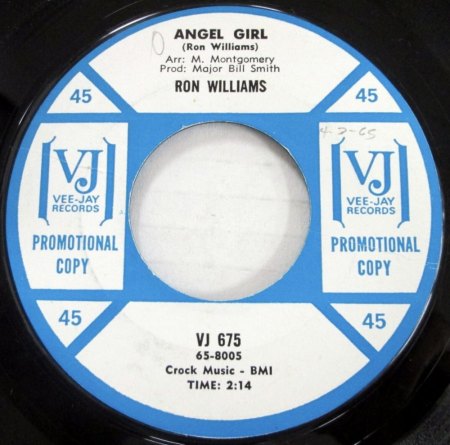 ANGEL GIRL
(Ron Williams)
Arr: M. Montgomery
Prod: Major Bill Smith
RON WILLIAMS
45
45
4-2-65
VJ
VEE-JAY
RECORDS
PROMOTIONAL
COPY
VJ
VEE-JAY
RECORDS
PROMOTIONAL
COPY
45
45
VJ 675
65-8005
Crock Music - BMI
TIME: 2:14